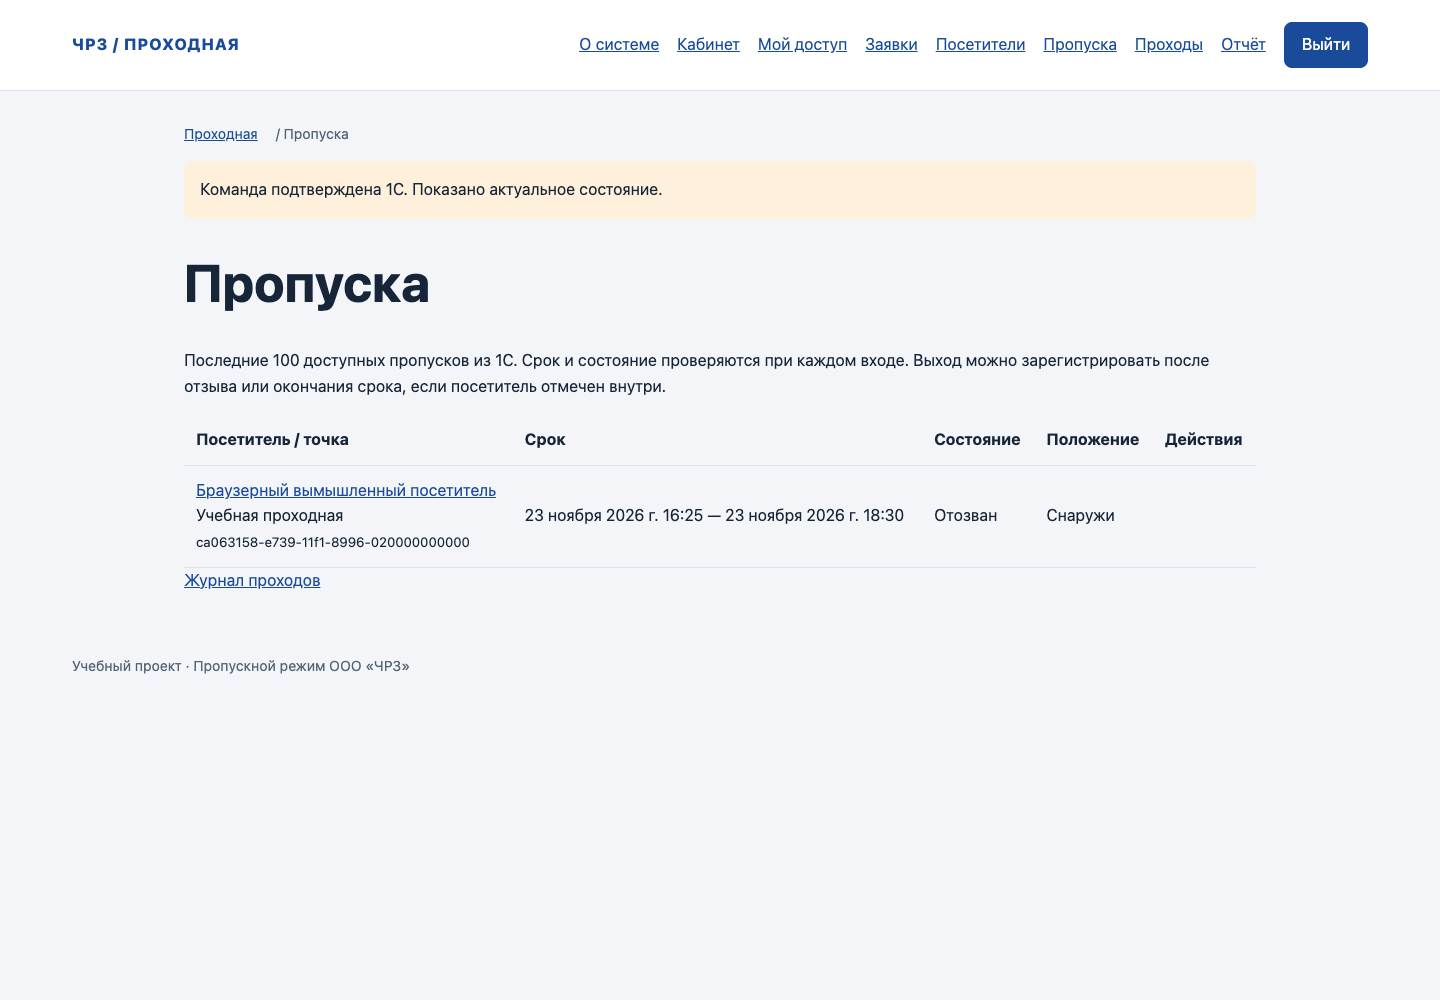 ЧРЗ / ПРОХОДНАЯ
О системе Кабинет Мой доступ Заявки Посетители Пропуска Проходы Отчёт Выйти
Проходная / Пропуска
Команда подтверждена 1С. Показано актуальное состояние.
Пропуска
Последние 100 доступных пропусков из 1С. Срок и состояние проверяются при каждом входе. Выход можно зарегистрировать после
отзыва или окончания срока, если посетитель отмечен внутри.
Посетитель / точка Срок Состояние Положение Действия
Браузерный вымышленный посетитель
Учебная проходная
ca063158-e739-11f1-8996-020000000000
23 ноября 2026 г. 16:25 — 23 ноября 2026 г. 18:30 Отозван Снаружи
Журнал проходов
Учебный проект · Пропускной режим ООО «ЧРЗ»